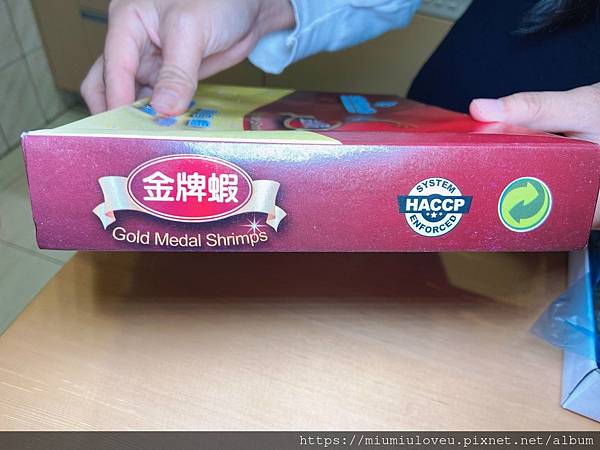 金牌蝦
Gold Medal Shrimps
SYSTEM
HACCP
ENFORCED
https://miumiuloveu.pixnet.net/album